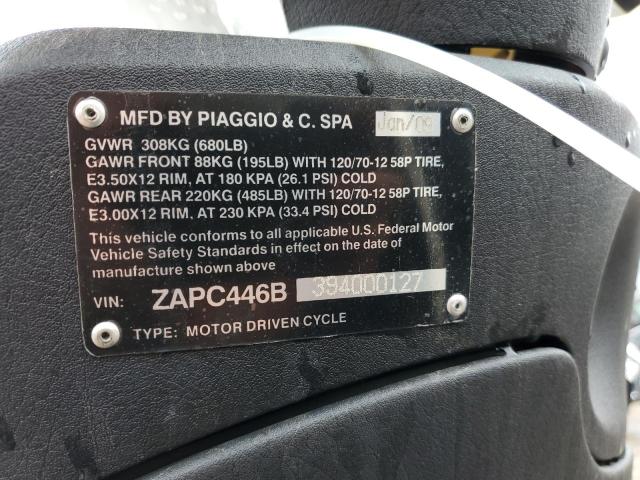 MFD BY PIAGGIO & C. SPA Jan/09
GVWR 308KG (680LB)
GAWR FRONT 88KG (195LB) WITH 120/70-12 58P TIRE,
E3.50X12 RIM, AT 180 KPA (26.1 PSI) COLD
GAWR REAR 220KG (485LB) WITH 120/70-12 58P TIRE,
E3.00X12 RIM, AT 230 KPA (33.4 PSI) COLD
This vehicle conforms to all applicable U.S. Federal Motor
Vehicle Safety Standards in effect on the date of
manufacture shown above
VIN: ZAPC446B 394000127
TYPE: MOTOR DRIVEN CYCLE